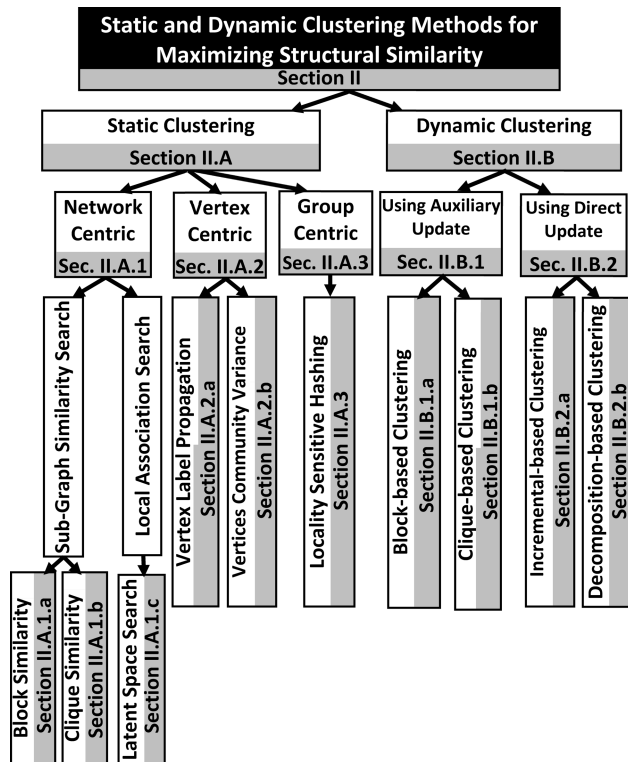 Static and Dynamic Clustering Methods for
Maximizing Structural Similarity
Section II
Static Clustering
Section II.A
Dynamic Clustering
Section II.B
Network
Centric
Sec. II.A.1
Vertex
Centric
Sec. II.A.2
Group
Centric
Sec. II.A.3
Using Auxiliary
Update
Sec. II.B.1
Using Direct
Update
Sec. II.B.2
Sub-Graph Similarity Search
Local Association Search
Vertex Label Propagation
Section II.A.2.a
Vertices Community Variance
Section II.A.2.b
Locality Sensitive Hashing
Section II.A.3
Block-based Clustering
Section II.B.1.a
Clique-based Clustering
Section II.B.1.b
Incremental-based Clustering
Section II.B.2.a
Decomposition-based Clustering
Section II.B.2.b
Block Similarity
Section II.A.1.a
Clique Similarity
Section II.A.1.b
Latent Space Search
Section II.A.1.c